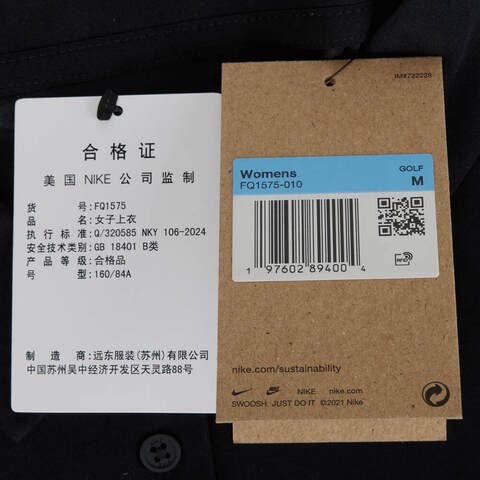 合格证
美国 NIKE 公司监制
货 号:FQ1575
品 名:女子上衣
执行标准:Q/320585 NKY 106-2024
安全技术类别:GB 18401 B类
产品等级:合格品
号 型:160/84A
制造商:远东服装(苏州)有限公司
中国苏州吴中经济开发区天灵路88号
IM#722228
Womens
FQ1575-010
GOLF
M
1 97602 89400 4
RFID
nike.com/sustainability
NIKE nike.com
SWOOSH. JUST DO IT ©2021 Nike